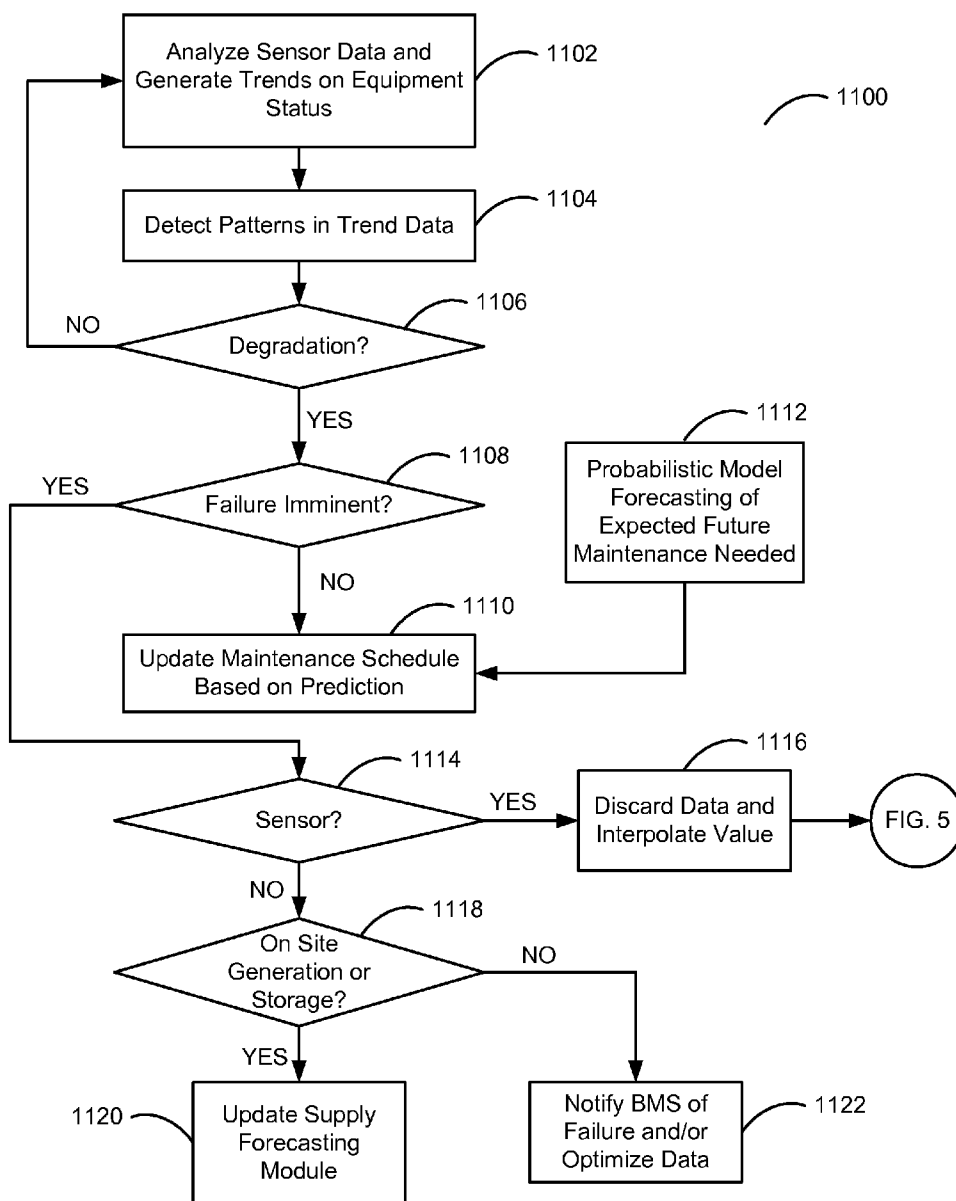 Analyze Sensor Data and
Generate Trends on Equipment
Status
1102
1100
Detect Patterns in Trend Data
1104
Degradation?
1106
NO
YES
Failure Imminent?
1108
YES
NO
Probabilistic Model
Forecasting of
Expected Future
Maintenance Needed
1112
Update Maintenance Schedule
Based on Prediction
1110
Sensor?
1114
YES
NO
Discard Data and
Interpolate Value
1116
FIG. 5
On Site
Generation or
Storage?
1118
NO
YES
Update Supply
Forecasting
Module
1120
Notify BMS of
Failure and/or
Optimize Data
1122